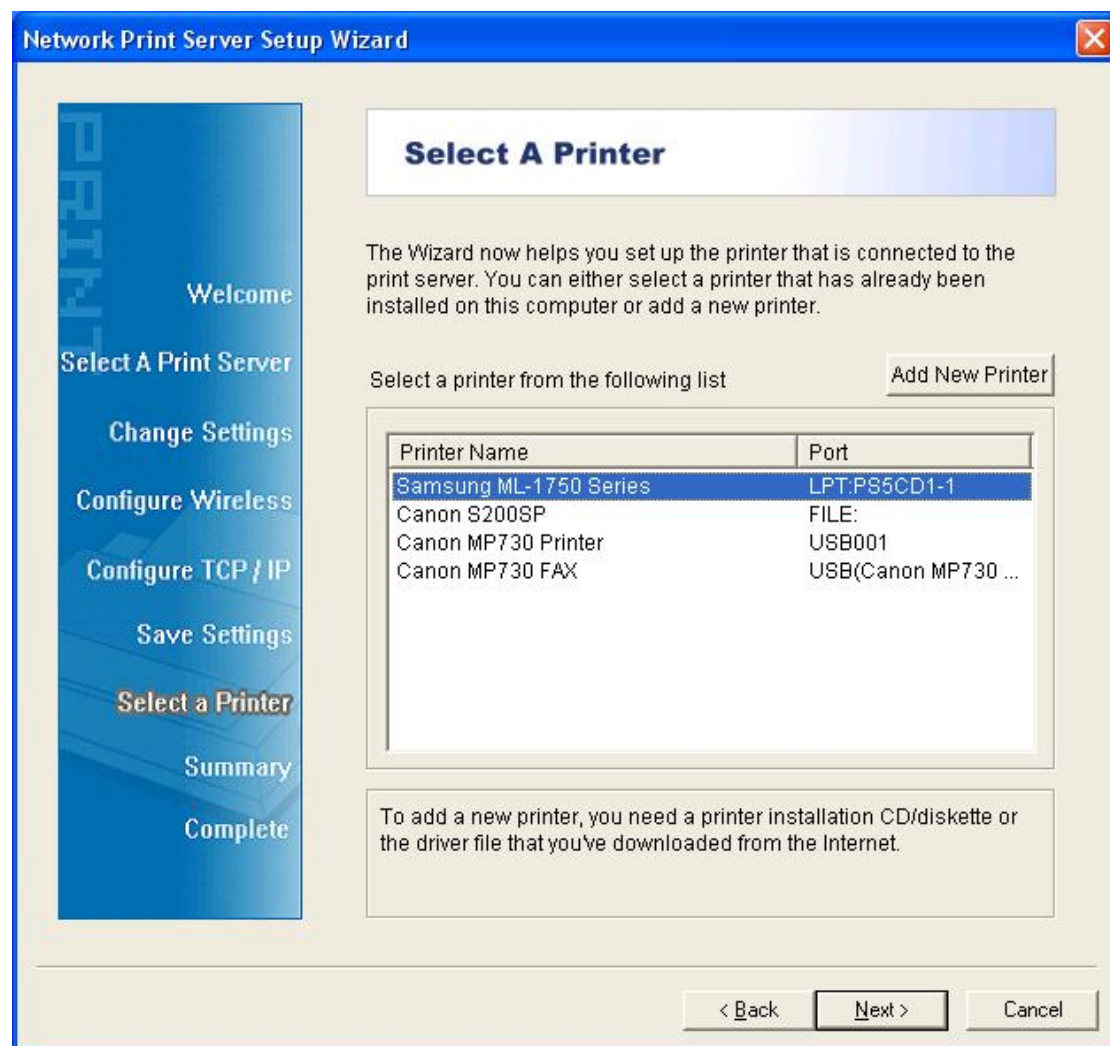 Network Print Server Setup Wizard
PRINT
Welcome
Select A Print Server
Change Settings
Configure Wireless
Configure TCP / IP
Save Settings
Select a Printer
Summary
Complete
Select A Printer
The Wizard now helps you set up the printer that is connected to the
print server. You can either select a printer that has already been
installed on this computer or add a new printer.
Select a printer from the following list
Add New Printer
Printer Name Port
Samsung ML-1750 Series LPT:PS5CD1-1
Canon S200SP FILE:
Canon MP730 Printer USB001
Canon MP730 FAX USB(Canon MP730 ...
To add a new printer, you need a printer installation CD/diskette or
the driver file that you've downloaded from the Internet.
< Back Next > Cancel